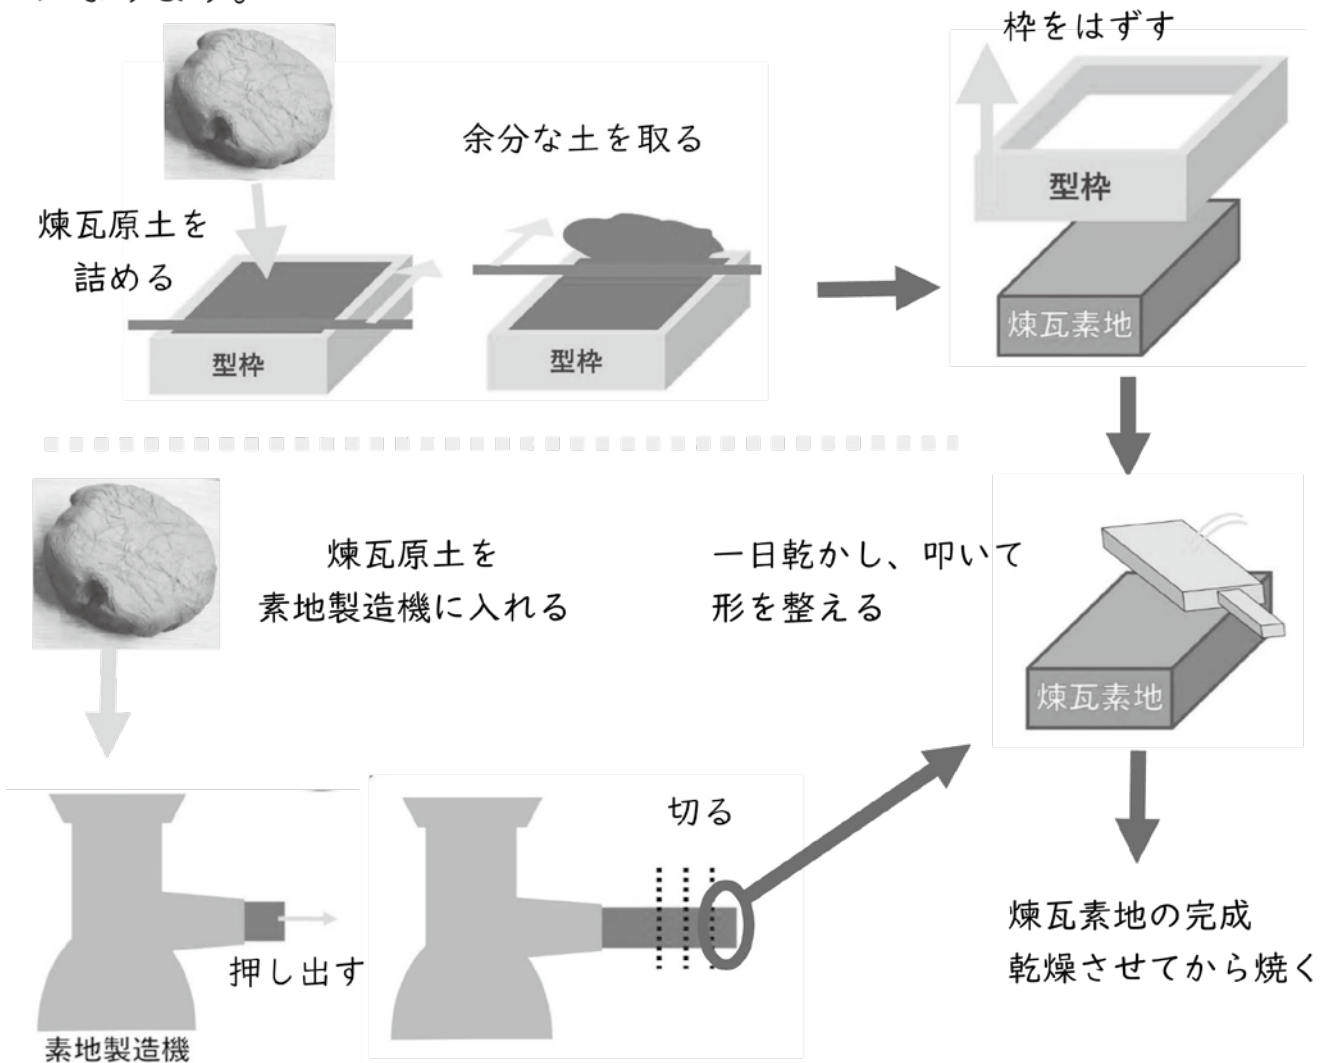 枠をはずす
余分な土を取る
煉瓦原土を
詰める
型枠
型枠
型枠
煉瓦素地
煉瓦原土を
素地製造機に入れる
一日乾かし、叩いて
形を整える
煉瓦素地
切る
押し出す
素地製造機
煉瓦素地の完成
乾燥させてから焼く